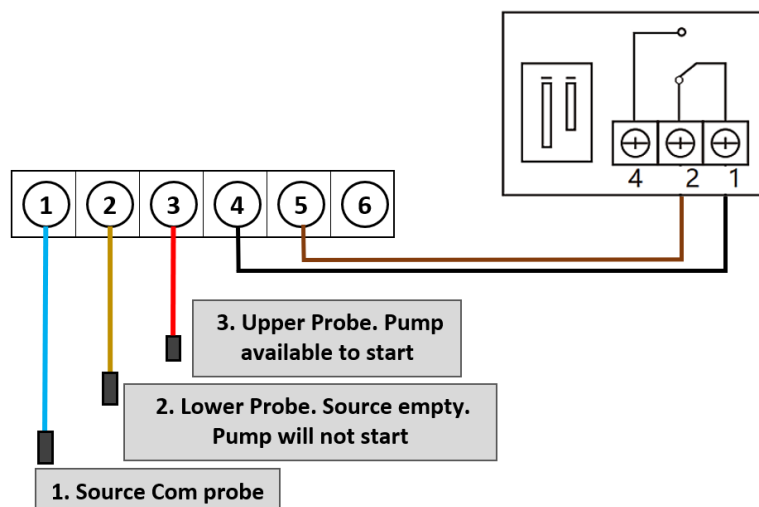 4 2 1
1 2 3 4 5 6
3. Upper Probe. Pump
available to start
2. Lower Probe. Source empty.
Pump will not start
1. Source Com probe